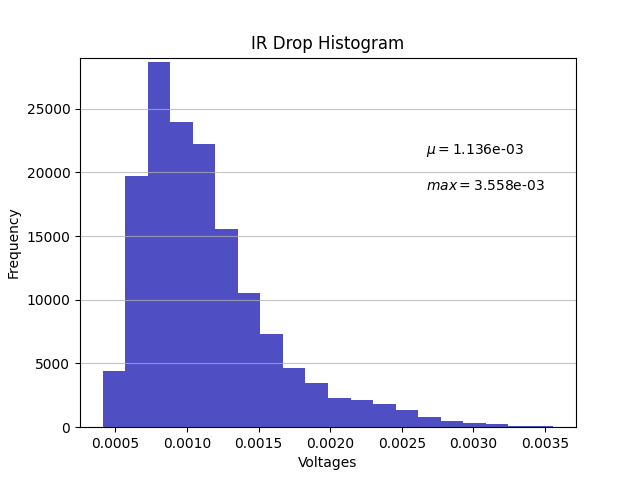 IR Drop Histogram
25000
20000
15000
10000
5000
0
Frequency
μ = 1.136e-03
max = 3.558e-03
0.0005 0.0010 0.0015 0.0020 0.0025 0.0030 0.0035
Voltages